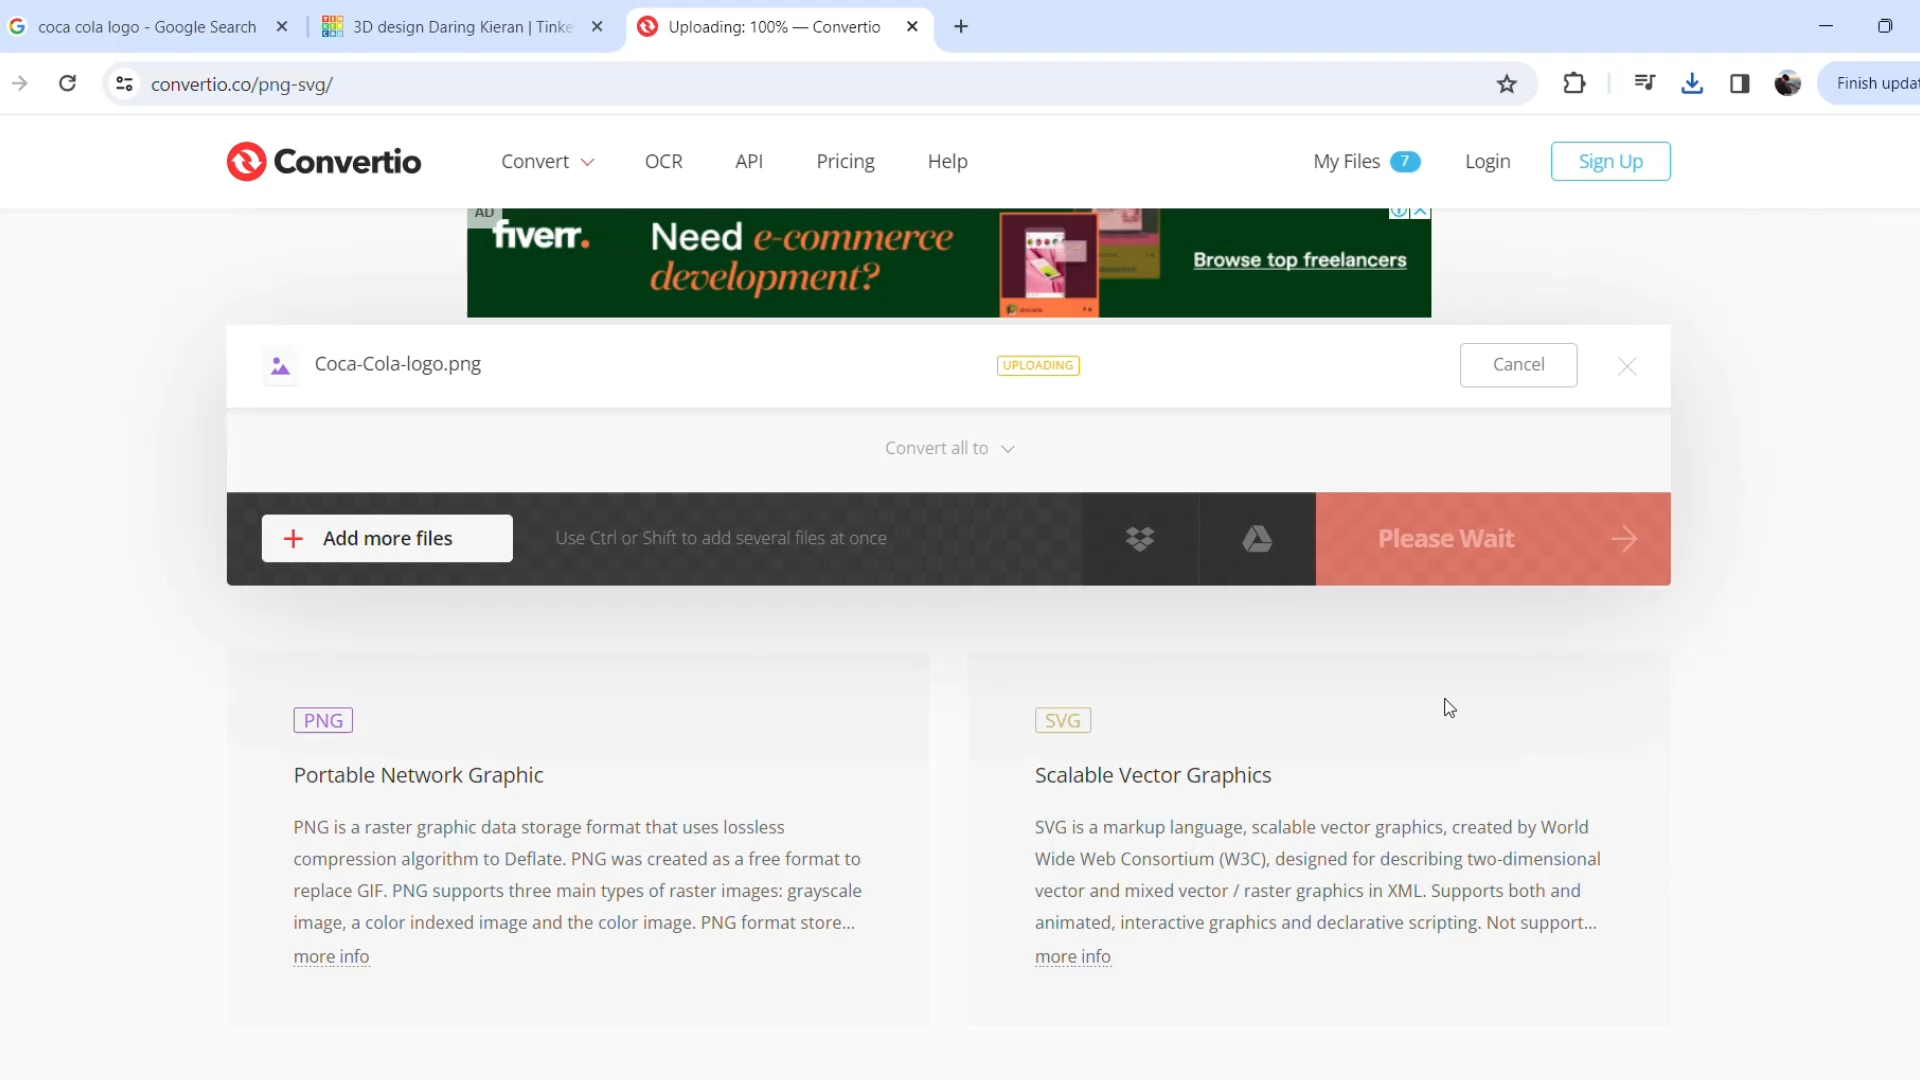 coca cola logo - Google Search
3D design Daring Kieran | Tinke
Uploading: 100% — Convertio
convertio.co/png-svg/
Finish updat
Convertio
Convert
OCR
API
Pricing
Help
My Files 7
Login
Sign Up
AD
fiverr.
Need e-commerce
development?
Browse top freelancers
Coca-Cola-logo.png
UPLOADING
Cancel
Convert all to
Add more files
Use Ctrl or Shift to add several files at once
Please Wait
PNG
Portable Network Graphic
PNG is a raster graphic data storage format that uses lossless
compression algorithm to Deflate. PNG was created as a free format to
replace GIF. PNG supports three main types of raster images: grayscale
image, a color indexed image and the color image. PNG format store...
more info
SVG
Scalable Vector Graphics
SVG is a markup language, scalable vector graphics, created by World
Wide Web Consortium (W3C), designed for describing two-dimensional
vector and mixed vector / raster graphics in XML. Supports both and
animated, interactive graphics and declarative scripting. Not support...
more info